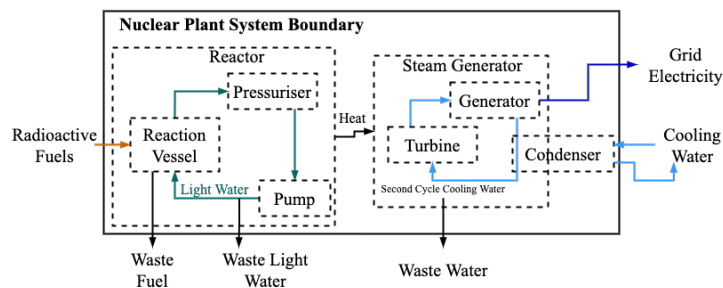 Nuclear Plant System Boundary
Reactor
Steam Generator
Grid
Electricity
Pressuriser
Generator
Heat
Radioactive
Fuels
Reaction
Vessel
Turbine
Condenser
Cooling
Water
Light Water
Pump
Second Cycle Cooling Water
Waste
Fuel
Waste Light
Water
Waste Water